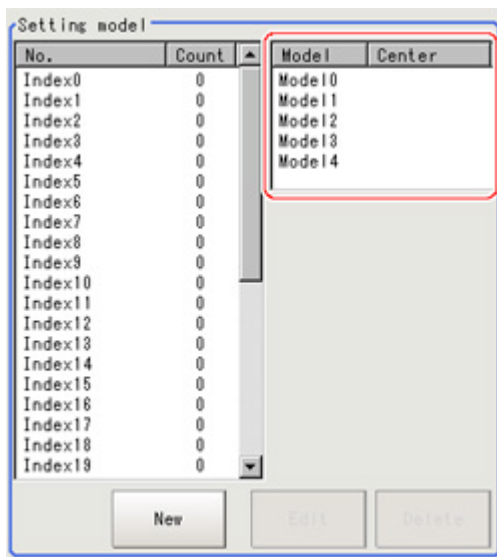 Setting model
No. Count
Index0 0
Index1 0
Index2 0
Index3 0
Index4 0
Index5 0
Index6 0
Index7 0
Index8 0
Index9 0
Index10 0
Index11 0
Index12 0
Index13 0
Index14 0
Index15 0
Index16 0
Index17 0
Index18 0
Index19 0
Model Center
Model0
Model1
Model2
Model3
Model4
New Edit Delete